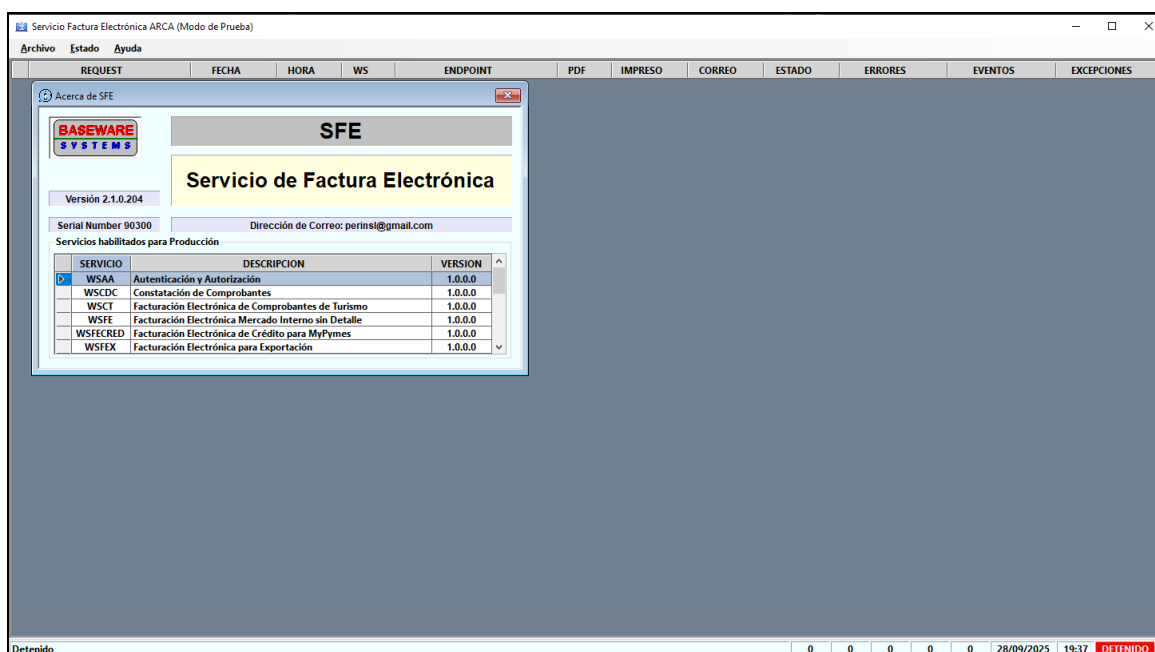 Servicio Factura Electrónica ARCA (Modo de Prueba)
Archivo Estado Ayuda
REQUEST FECHA HORA WS ENDPOINT PDF IMPRESO CORREO ESTADO ERRORES EVENTOS EXCEPCIONES
Acerca de SFE
BASEWARE
SYSTEMS
SFE
Servicio de Factura Electrónica
Versión 2.1.0.204
Serial Number 90300 Dirección de Correo: perinsl@gmail.com
Servicios habilitados para Producción
SERVICIO DESCRIPCION VERSION
WSAA Autenticación y Autorización 1.0.0.0
WSCDC Constatación de Comprobantes 1.0.0.0
WSCT Facturación Electrónica de Comprobantes de Turismo 1.0.0.0
WSFE Facturación Electrónica Mercado Interno sin Detalle 1.0.0.0
WSFECRED Facturación Electrónica de Crédito para MyPymes 1.0.0.0
WSFEX Facturación Electrónica para Exportación 1.0.0.0
Detenido 0 0 0 0 0 28/09/2025 19:37 DETENIDO